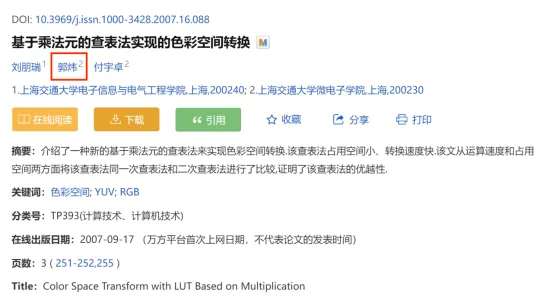 DOI: 10.3969/j.issn.1000-3428.2007.16.088
基于乘法元的查表法实现的色彩空间转换 M
刘朋瑞1 郭炜2 付宇卓2
1.上海交通大学电子信息与电气工程学院,上海,200240; 2.上海交通大学微电子学院,上海,200230
在线阅读 下载 引用 收藏 分享 打印
摘要：介绍了一种新的基于乘法元的查表法来实现色彩空间转换.该查表法占用空间小、转换速度快.该文从运算速度和占用
空间两方面将该查表法同一次查表法和二次查表法进行了比较,证明了该查表法的优越性.
关键词：色彩空间; YUV; RGB
分类号：TP393(计算技术、计算机技术)
在线出版日期：2007-09-17 （万方平台首次上网日期，不代表论文的发表时间）
页数：3 ( 251-252,255 )
Title：Color Space Transform with LUT Based on Multiplication